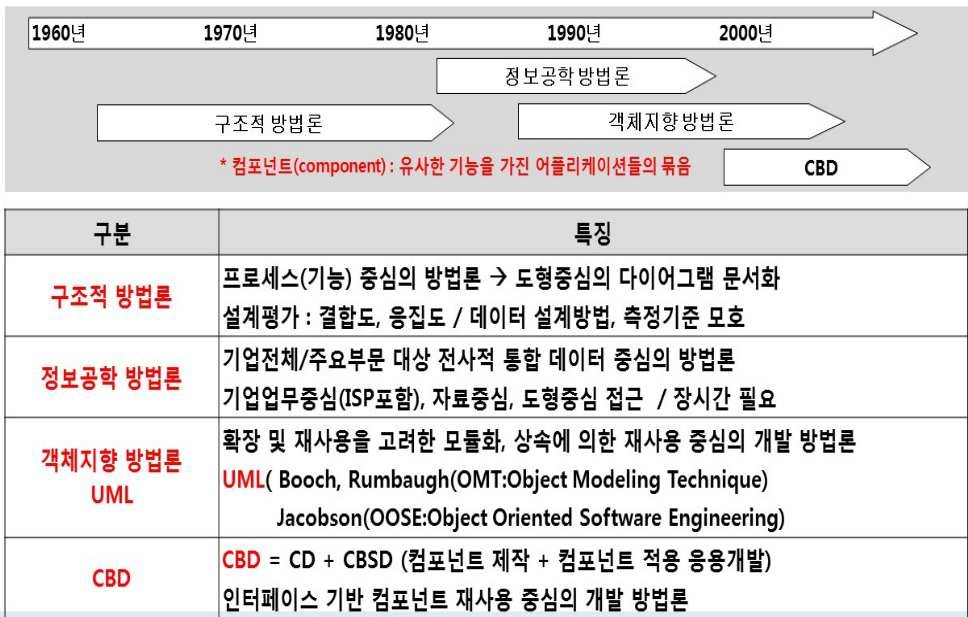 1960년 1970년 1980년 1990년 2000년
정보공학 방법론
구조적 방법론 객체지향 방법론
* 컴포넌트(component) : 유사한 기능을 가진 어플리케이션들의 묶음 CBD
구분 특징
구조적 방법론
프로세스(기능) 중심의 방법론 → 도형중심의 다이어그램 문서화
설계평가 : 결합도, 응집도 / 데이터 설계방법, 측정기준 모호
정보공학 방법론
기업전체/주요부문 대상 전사적 통합 데이터 중심의 방법론
기업업무중심(ISP포함), 자료중심, 도형중심 접근 / 장시간 필요
객체지향 방법론
UML
확장 및 재사용을 고려한 모듈화, 상속에 의한 재사용 중심의 개발 방법론
UML( Booch, Rumbaugh(OMT:Object Modeling Technique)
Jacobson(OOSE:Object Oriented Software Engineering)
CBD
CBD = CD + CBSD (컴포넌트 제작 + 컴포넌트 적용 응용개발)
인터페이스 기반 컴포넌트 재사용 중심의 개발 방법론